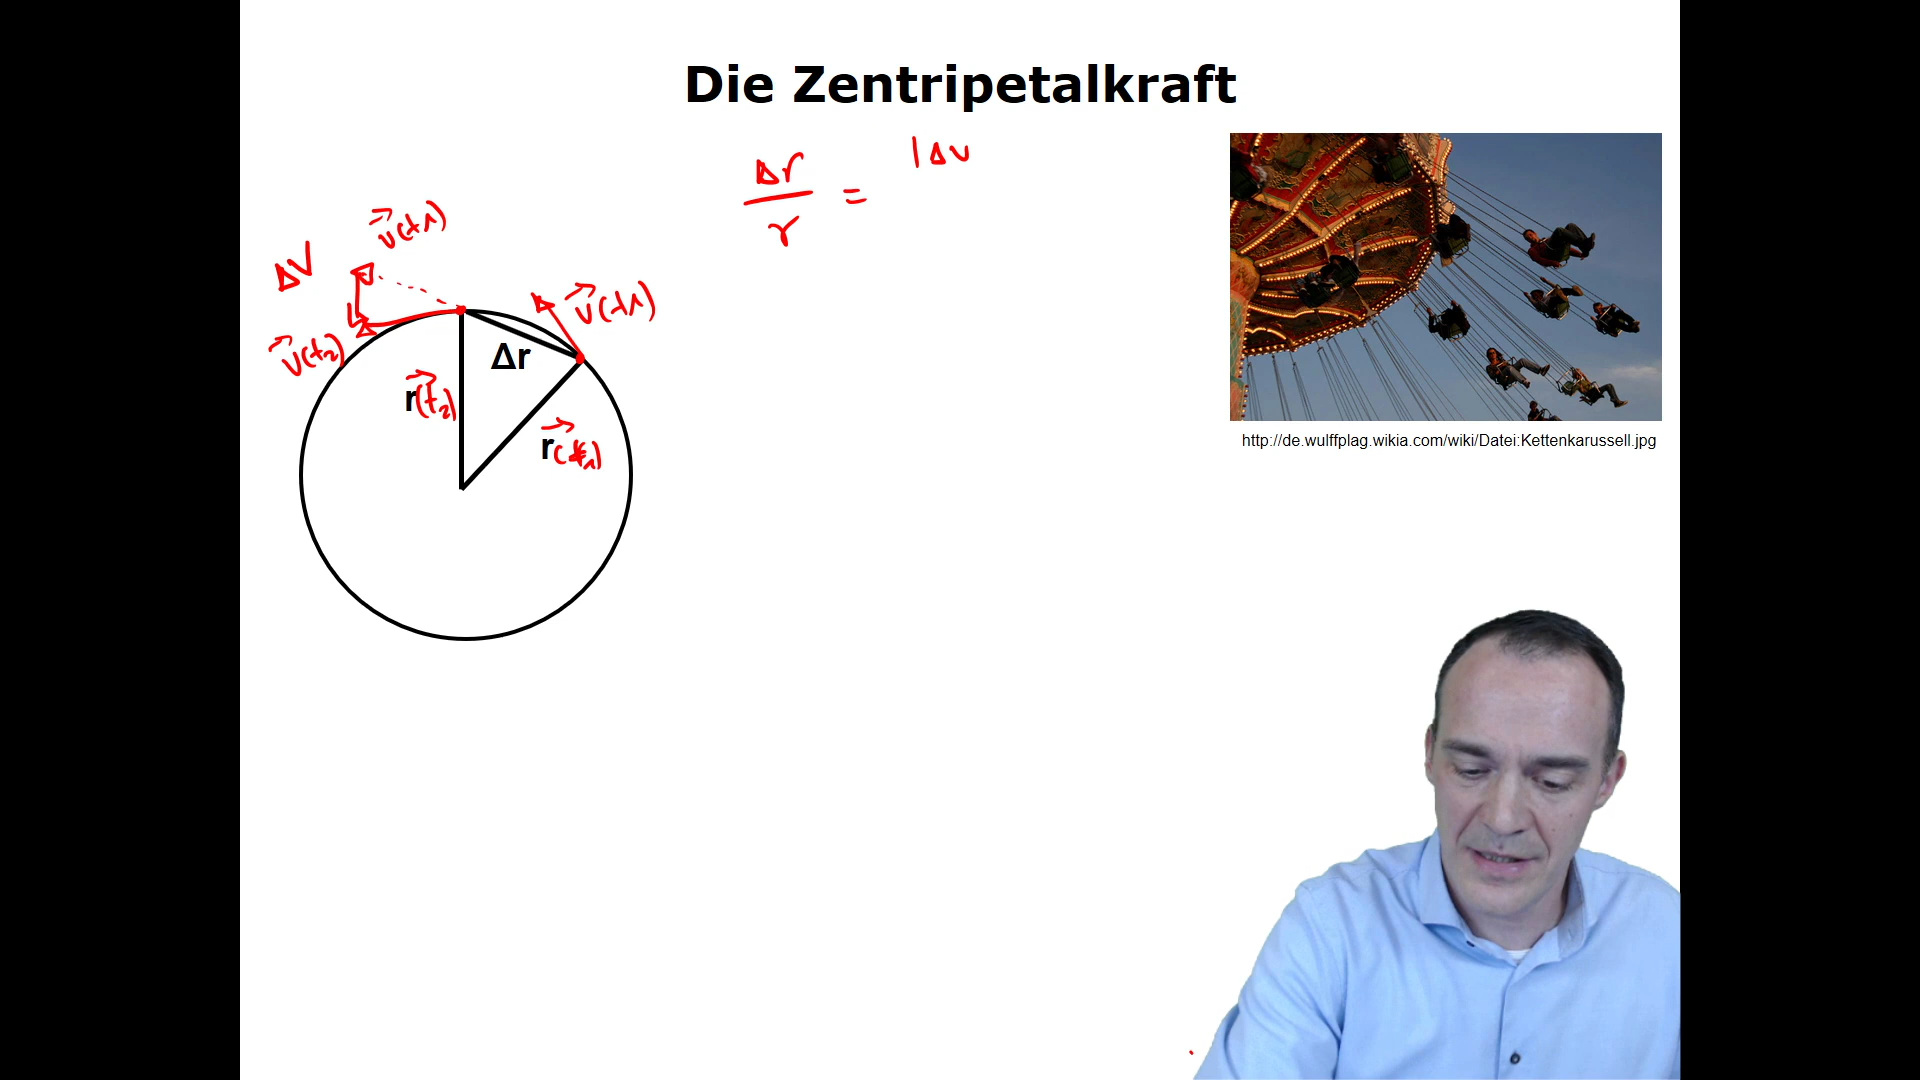 Die Zentripetalkraft
Δr
r
=
|Δv
v(t1)
Δv
v(t1)
v(t2)
Δr
r(t2)
r(t1)
http://de.wulffplag.wikia.com/wiki/Datei:Kettenkarussell.jpg